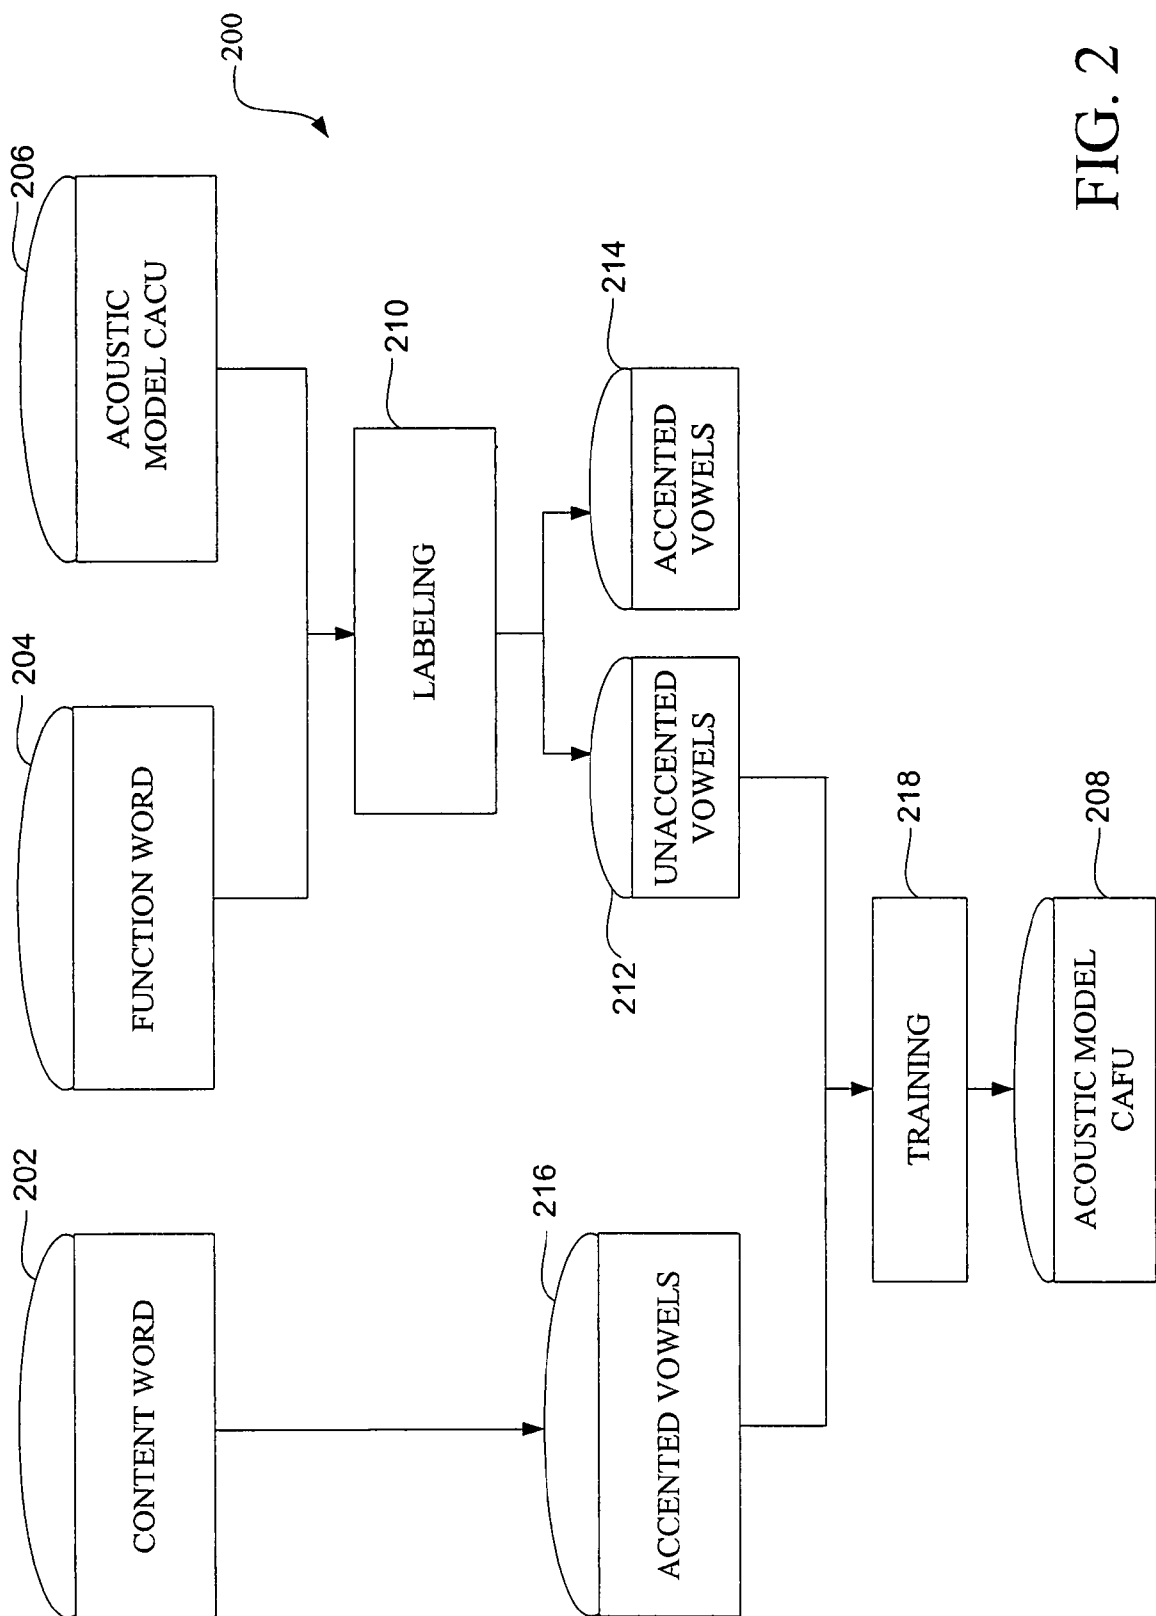 200
202
CONTENT WORD
204
FUNCTION WORD
206
ACOUSTIC
MODEL CACU
210
LABELING
216
ACCENTED VOWELS
212
UNACCENTED
VOWELS
214
ACCENTED
VOWELS
218
TRAINING
208
ACOUSTIC MODEL
CAFU
FIG. 2